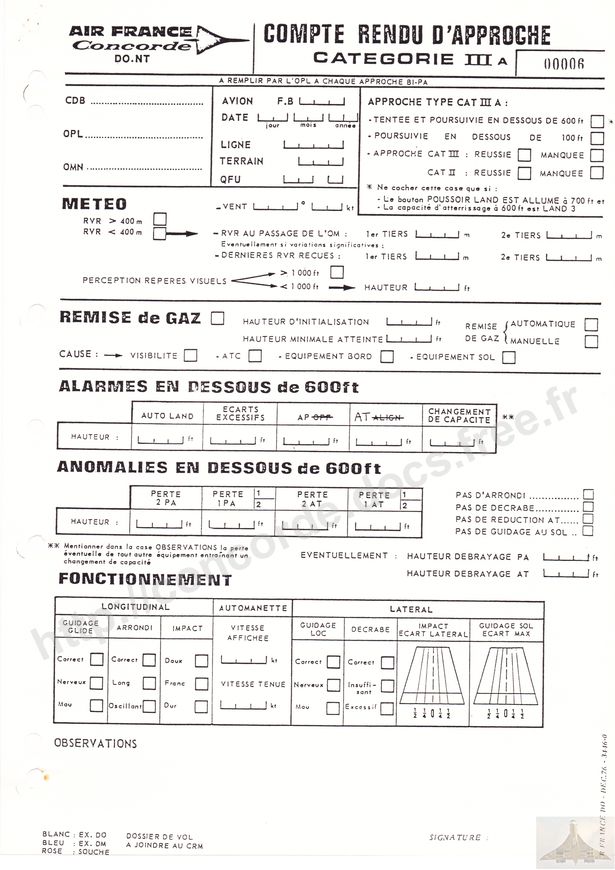 AIR FRANCE
Concorde
DO.NT
COMPTE RENDU D'APPROCHE
CATEGORIE III A
00006
A REMPLIR PAR L'OPL A CHAQUE APPROCHE BI-PA
CDB
OPL
OMN
AVION F.B
DATE
jour mois année
LIGNE
TERRAIN
QFU
APPROCHE TYPE CAT III A :
- TENTEE ET POURSUIVIE EN DESSOUS DE 600 ft *
- POURSUIVIE EN DESSOUS DE 100 ft
- APPROCHE CAT III : REUSSIE MANQUEE
CAT II : REUSSIE MANQUEE
* Ne cocher cette case que si :
- Le bouton POUSSOIR LAND EST ALLUME à 700 ft et
- La capacité d'atterrissage à 600 ft est LAND 3
METEO
- VENT ° kt
RVR > 400 m
RVR < 400 m
- RVR AU PASSAGE DE L'OM : 1er TIERS m 2e TIERS m
Eventuellement si variations significatives :
- DERNIERES RVR RECUES : 1er TIERS m 2e TIERS m
PERCEPTION REPERES VISUELS
> 1 000 ft
< 1 000 ft HAUTEUR ft
REMISE de GAZ
HAUTEUR D'INITIALISATION ft
HAUTEUR MINIMALE ATTEINTE ft
REMISE DE GAZ
AUTOMATIQUE
MANUELLE
CAUSE : VISIBILITE - ATC - EQUIPEMENT BORD - EQUIPEMENT SOL
ALARMES EN DESSOUS de 600ft
AUTO LAND
ECARTS EXCESSIFS
AP OFF
AT ALIGN
CHANGEMENT DE CAPACITE
**
HAUTEUR : ft ft ft ft ft
ANOMALIES EN DESSOUS de 600ft
PERTE 2 PA
PERTE 1PA 1 2
PERTE 2 AT
PERTE 1 AT 1 2
HAUTEUR : ft ft ft ft
PAS D'ARRONDI
PAS DE DECRABE
PAS DE REDUCTION AT
PAS DE GUIDAGE AU SOL
** Mentionner dans la case OBSERVATIONS la perte
éventuelle de tout autre équipement entraînant un
changement de capacité
EVENTUELLEMENT : HAUTEUR DEBRAYAGE PA ft
HAUTEUR DEBRAYAGE AT ft
FONCTIONNEMENT
LONGITUDINAL AUTOMANETTE LATERAL
GUIDAGE GLIDE
ARRONDI
IMPACT
VITESSE AFFICHEE
GUIDAGE LOC
DECRABE
IMPACT ECART LATERAL
GUIDAGE SOL ECART MAX
Correct Correct Doux kt Correct Correct
Nerveux Long Franc VITESSE TENUE Nerveux Insuffisant
Mou Oscillant Dur kt Mou Excessif
1/2 1 0 1 1/2
1/2 1 0 1 1/2
OBSERVATIONS
BLANC : EX. DO DOSSIER DE VOL
BLEU : EX. DM A JOINDRE AU CRM
ROSE : SOUCHE
SIGNATURE :
R FRANCE DO - DEC.76 - 3446-0
http://concorde.docs.free.fr